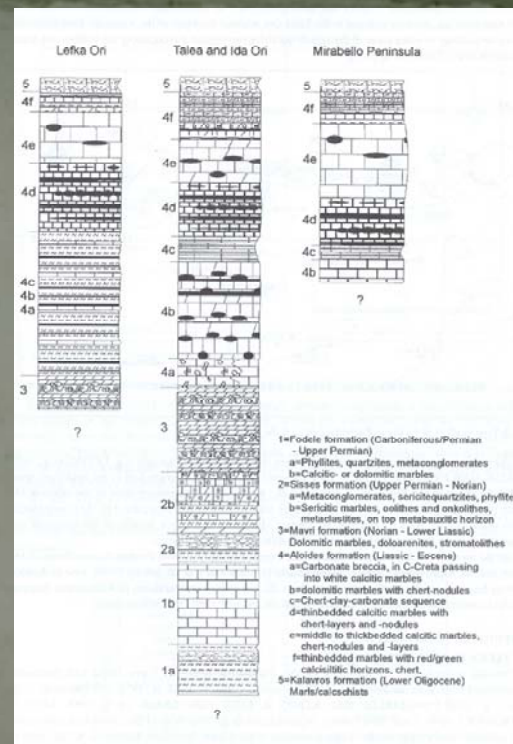 Lefka Ori
Talea and Ida Ori
Mirabello Peninsula
5
4f
4e
4d
4c
4b
4a
3
?
5
4f
4e
4d
4c
4b
4a
3
2b
2a
1b
1a
?
5
4f
4e
4d
4c
4b
?
1=Fodele formation (Carboniferous/Permian
- Upper Permian)
a=Phyllites, quartzites, metaconglomerates
b=Calcitic- or dolomitic marbles
2=Sisses formation (Upper Permian - Norian)
a=Metaconglomerates, sericitequartzites, phyllite
b=Sericitic marbles, oolithes and onkolithes,
metaclastites, on top metabauxitic horizon
3=Mavri formation (Norian - Lower Liassic)
Dolomitic marbles, doloarenites, stromatolithes
4=Aloides formation (Liassic - Eocene)
a=Carbonate breccia, in C-Creta passing
into white calcitic marbles
b=dolomitic marbles with chert-nodules
c=Chert-clay-carbonate sequence
d=thinbedded calcitic marbles with
chert-layers and -nodules
e=middle to thickbedded calcitic marbles,
chert-nodules and -layers
f=thinbedded marbles with red/green
calcisiltitic horizons, chert,
5=Kalavros formation (Lower Oligocene)
Marls/calcschists